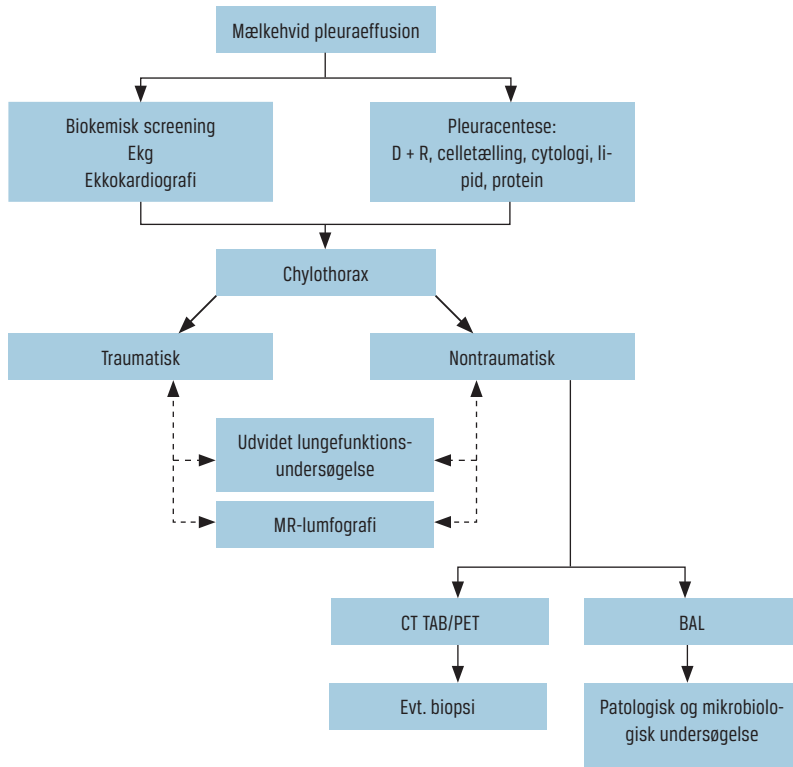 Mælkehvid pleuraeffusion
Biokemisk screening
Ekg
Ekkokardiografi
Pleuracentese:
D + R, celletælling, cytologi, li-
pid, protein
Chylothorax
Traumatisk
Nontraumatisk
Udvidet lungefunktions-
undersøgelse
MR-lumfografi
CT TAB/PET
BAL
Evt. biopsi
Patologisk og mikrobiolo-
gisk undersøgelse